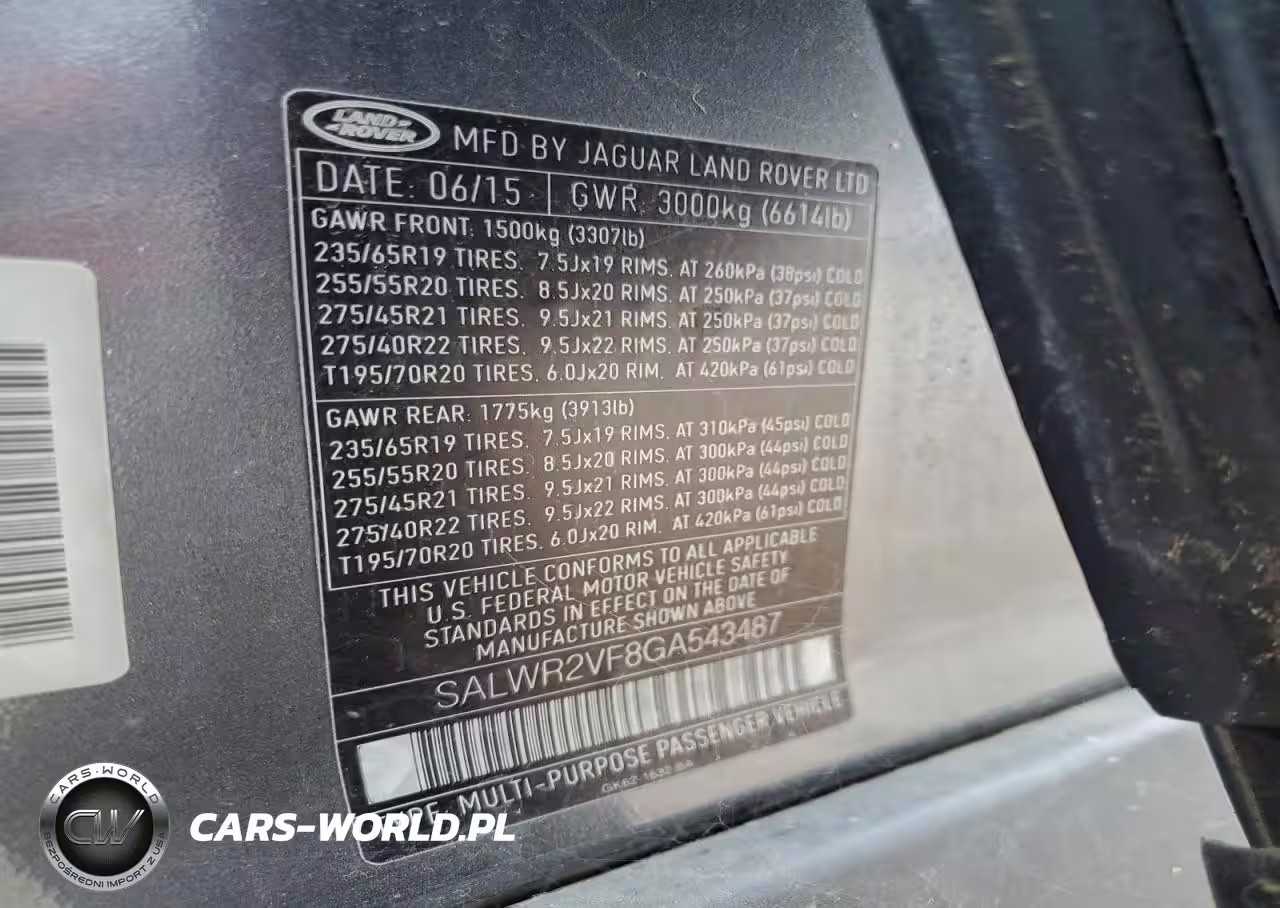 LAND ROVER
MFD BY JAGUAR LAND ROVER LTD
DATE: 06/15 GWR: 3000kg (6614lb)
GAWR FRONT: 1500kg (3307lb)
235/65R19 TIRES. 7.5Jx19 RIMS. AT 260kPa (38psi) COLD
255/55R20 TIRES. 8.5Jx20 RIMS. AT 250kPa (37psi) COLD
275/45R21 TIRES. 9.5Jx21 RIMS. AT 250kPa (37psi) COLD
275/40R22 TIRES. 9.5Jx22 RIMS. AT 250kPa (37psi) COLD
T195/70R20 TIRES. 6.0Jx20 RIM. AT 420kPa (61psi) COLD
GAWR REAR: 1775kg (3913lb)
235/65R19 TIRES. 7.5Jx19 RIMS. AT 310kPa (45psi) COLD
255/55R20 TIRES. 8.5Jx20 RIMS. AT 300kPa (44psi) COLD
275/45R21 TIRES. 9.5Jx21 RIMS. AT 300kPa (44psi) COLD
275/40R22 TIRES. 9.5Jx22 RIMS. AT 300kPa (44psi) COLD
T195/70R20 TIRES. 6.0Jx20 RIM. AT 420kPa (61psi) COLD
THIS VEHICLE CONFORMS TO ALL APPLICABLE
U.S. FEDERAL MOTOR VEHICLE SAFETY
STANDARDS IN EFFECT ON THE DATE OF
MANUFACTURE SHOWN ABOVE
SALWR2VF8GA543487
TYPE. MULTI-PURPOSE PASSENGER VEHICLE
CARS-WORLD
CW
BEZPOŚREDNI IMPORT Z USA
CARS-WORLD.PL